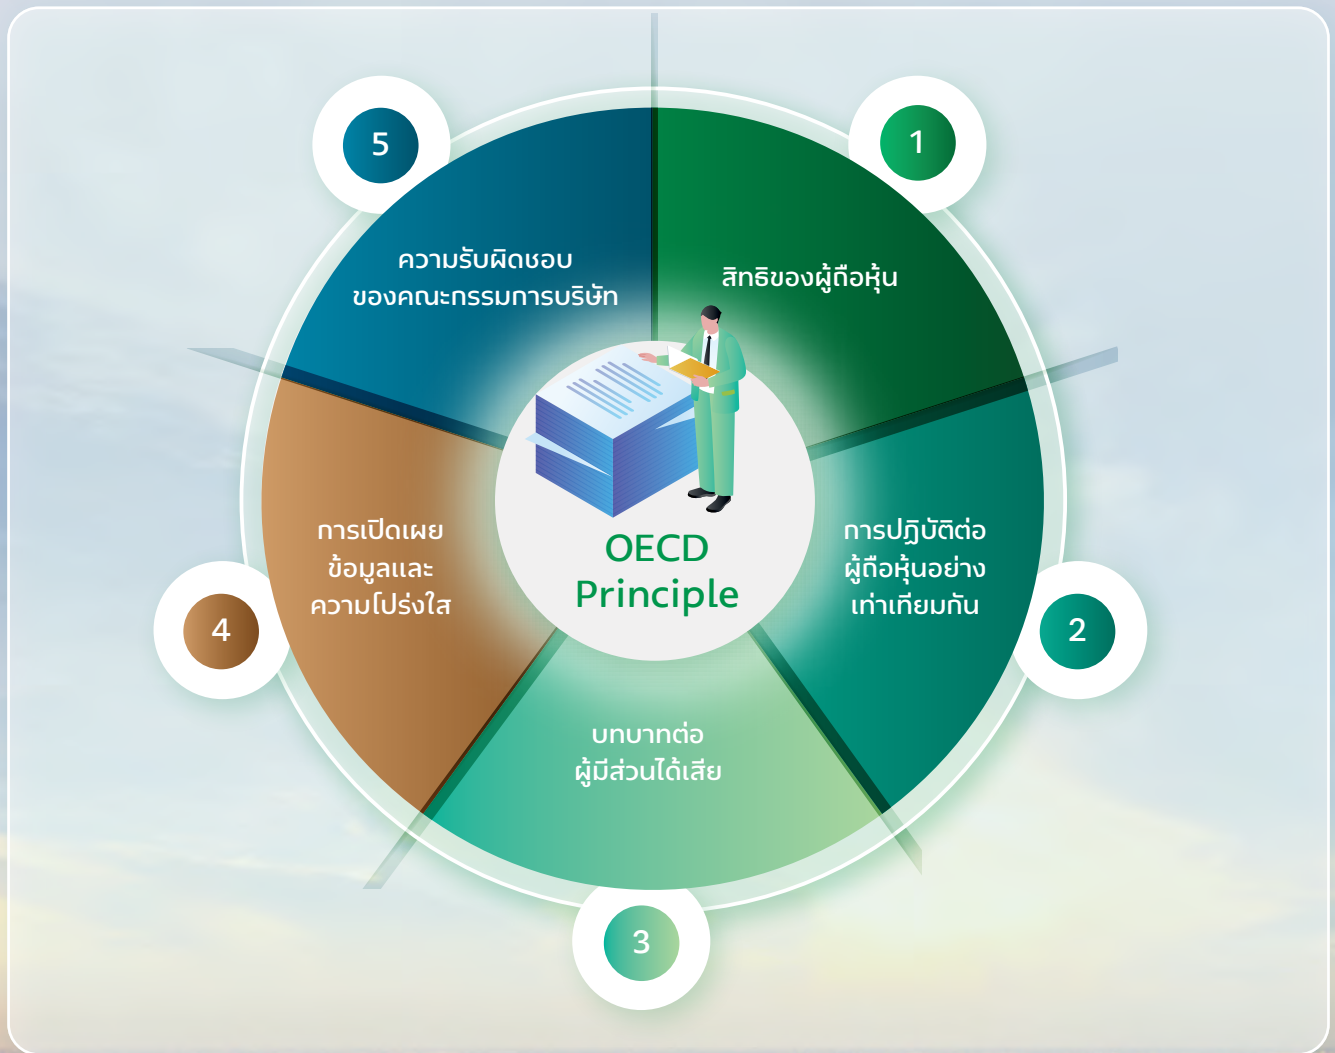 1
สิทธิของผู้ถือหุ้น
2
การปฏิบัติต่อ
ผู้ถือหุ้นอย่าง
เท่าเทียมกัน
3
บทบาทต่อ
ผู้มีส่วนได้เสีย
4
การเปิดเผย
ข้อมูลและ
ความโปร่งใส
5
ความรับผิดชอบ
ของคณะกรรมการบริษัท
OECD
Principle